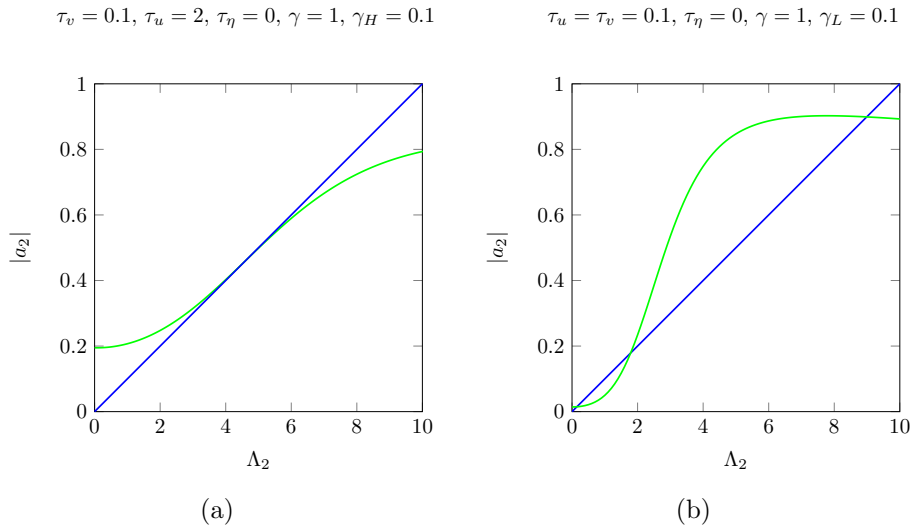 τ_v = 0.1, τ_u = 2, τ_η = 0, γ = 1, γ_H = 0.1
1
0.8
0.6
0.4
0.2
0
|a_2|
0 2 4 6 8 10
Λ_2
(a)
τ_u = τ_v = 0.1, τ_η = 0, γ = 1, γ_L = 0.1
1
0.8
0.6
0.4
0.2
0
|a_2|
0 2 4 6 8 10
Λ_2
(b)